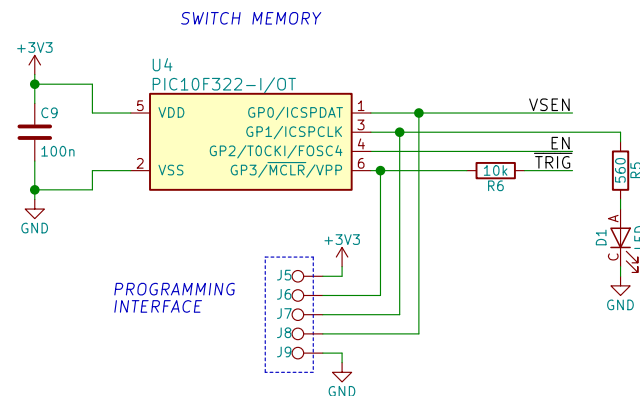 SWITCH MEMORY
+3V3
U4
PIC10F322-I/OT
C9
100n
GND
5 VDD
2 VSS
GP0/ICSPDAT 1
GP1/ICSPCLK 3
GP2/T0CKI/FOSC4 4
GP3/MCLR/VPP 6
VSEN
EN
TRIG
10k
R6
560
R5
A
D1
LED
C
GND
+3V3
PROGRAMMING
INTERFACE
J5
J6
J7
J8
J9
GND